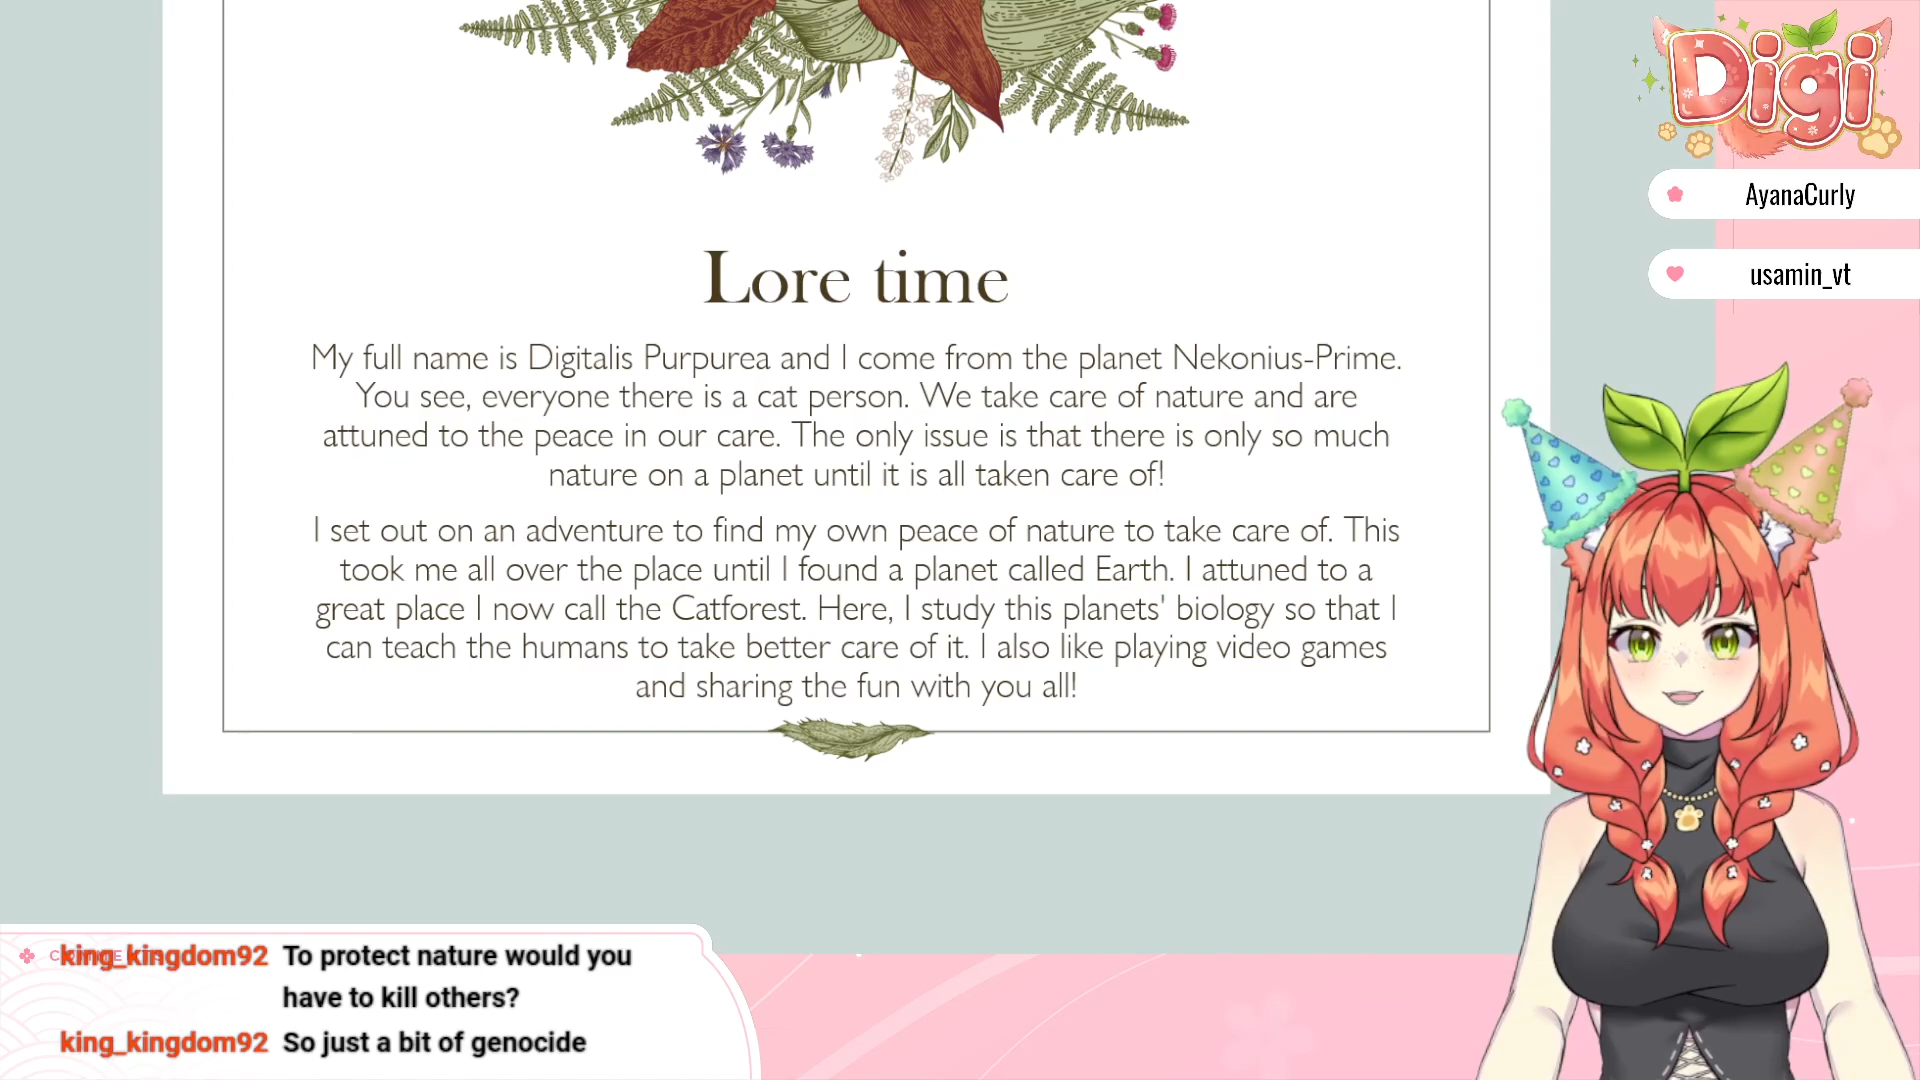 Digi
AyanaCurly
usamin_vt
Lore time
My full name is Digitalis Purpurea and I come from the planet Nekonius-Prime.
You see, everyone there is a cat person. We take care of nature and are
attuned to the peace in our care. The only issue is that there is only so much
nature on a planet until it is all taken care of!
I set out on an adventure to find my own peace of nature to take care of. This
took me all over the place until I found a planet called Earth. I attuned to a
great place I now call the Catforest. Here, I study this planets' biology so that I
can teach the humans to take better care of it. I also like playing video games
and sharing the fun with you all!
king_kingdom92 To protect nature would you
have to kill others?
king_kingdom92 So just a bit of genocide